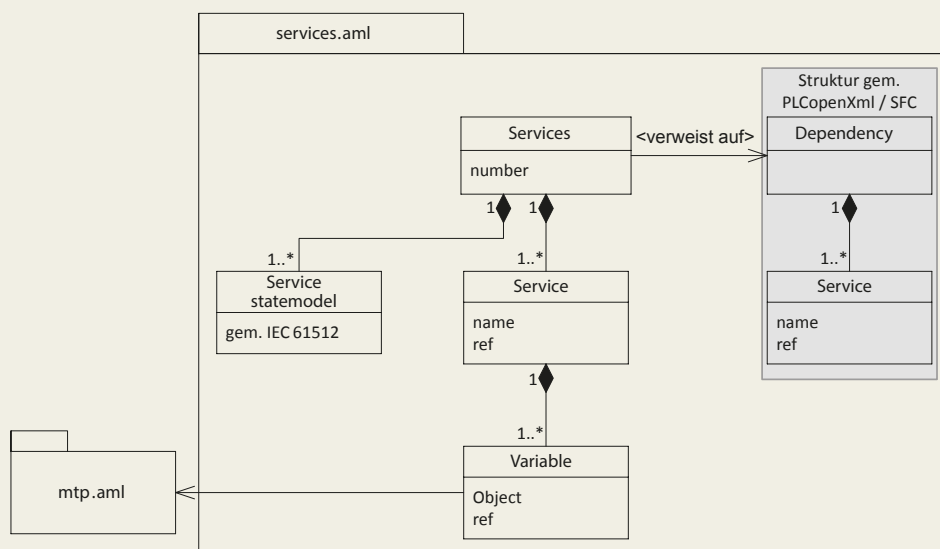 services.aml
Struktur gem.
PLCopenXml / SFC
Services
number
<verweist auf>
Dependency
1
1
1
1..*
1..*
1..*
Service
statemodel
gem. IEC 61512
Service
name
ref
Service
name
ref
1
1..*
mtp.aml
Variable
Object
ref